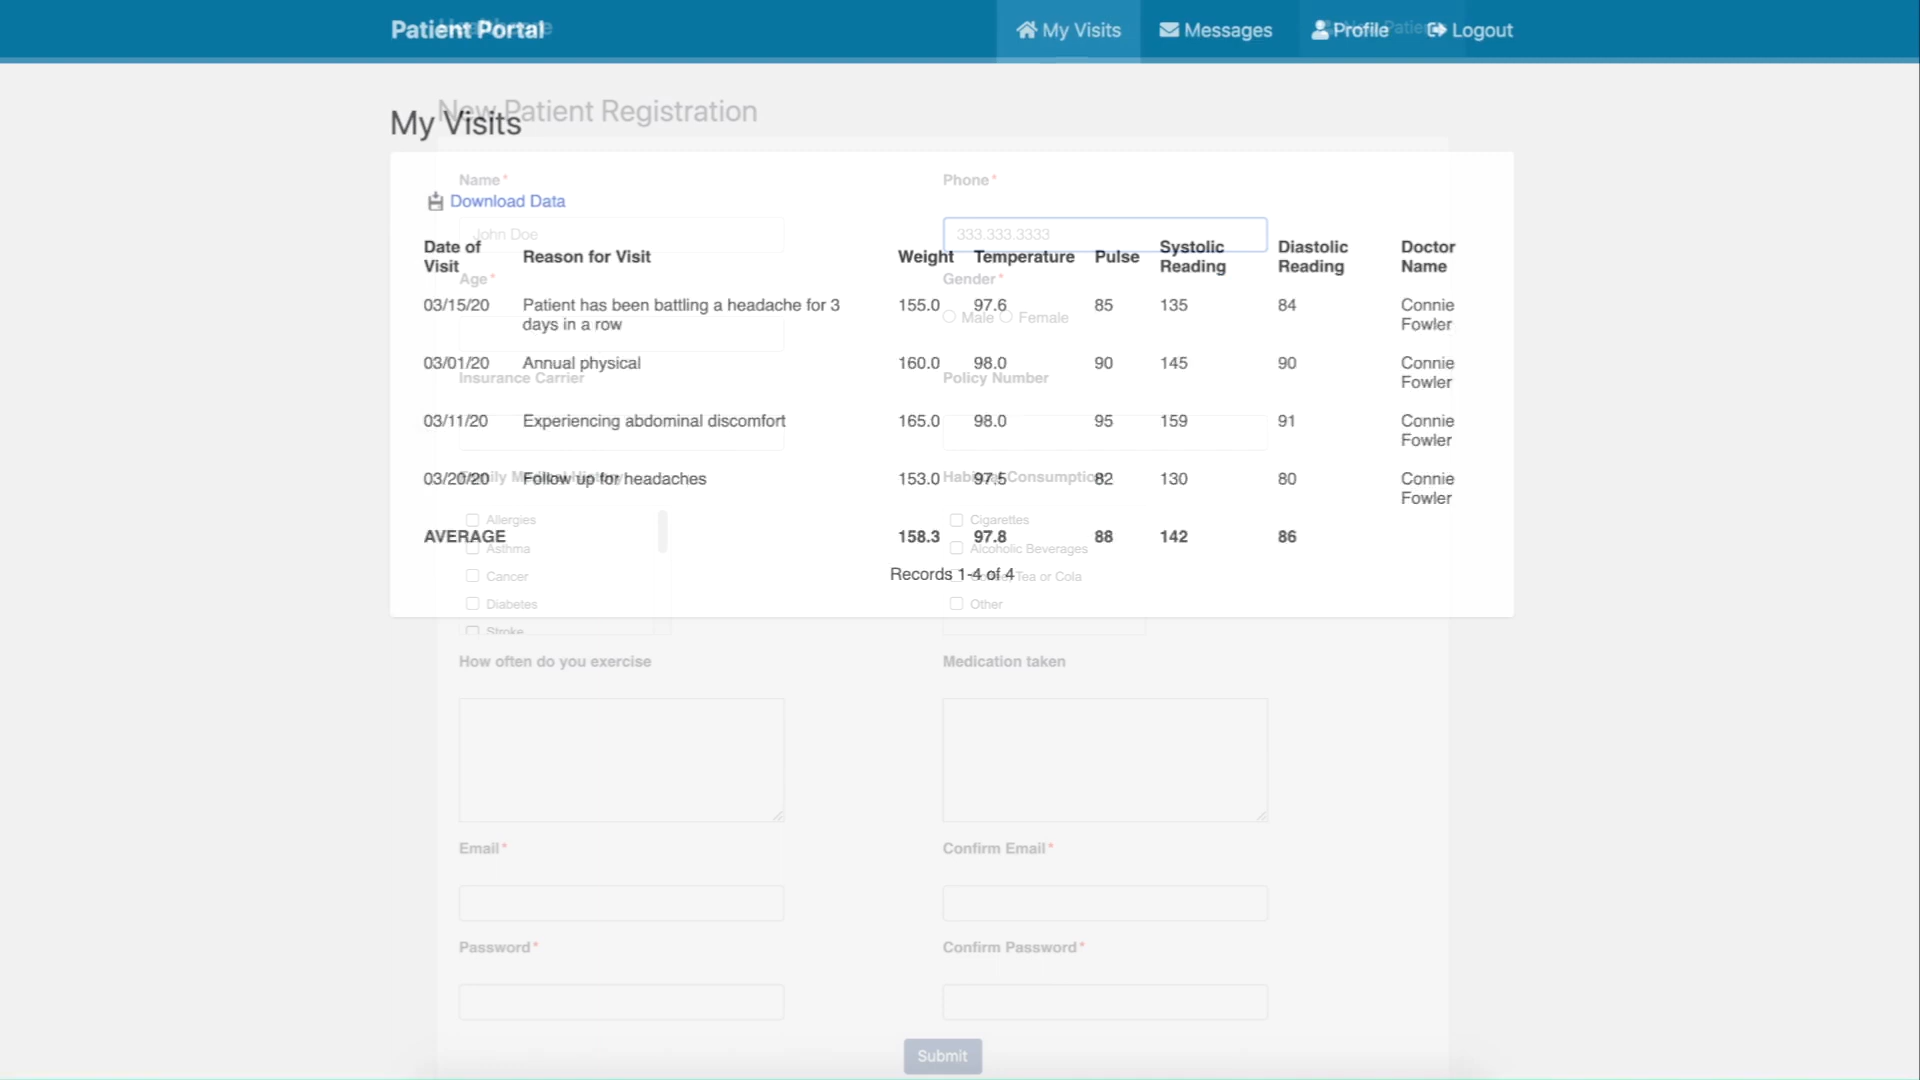 Patient Portal
My Visits
Messages
Profile
Logout
New Patient Registration
My Visits
Name*
Phone*
Download Data
John Doe
333.333.3333
Date of Visit
Reason for Visit
Weight
Temperature
Pulse
Systolic Reading
Diastolic Reading
Doctor Name
Age*
Gender*
Male
Female
03/15/20 Patient has been battling a headache for 3 days in a row 155.0 97.6 85 135 84 Connie Fowler
03/01/20 Annual physical 160.0 98.0 90 145 90 Connie Fowler
Insurance Carrier
Policy Number
03/11/20 Experiencing abdominal discomfort 165.0 98.0 95 159 91 Connie Fowler
03/20/20 Follow up for headaches 153.0 97.5 82 130 80 Connie Fowler
Allergies
Cigarettes
AVERAGE 158.3 97.8 88 142 86
Asthma
Alcoholic Beverages
Records 1-4 of 4
Cancer
Tea or Cola
Diabetes
Other
Stroke
How often do you exercise
Medication taken
Email*
Confirm Email*
Password*
Confirm Password*
Submit